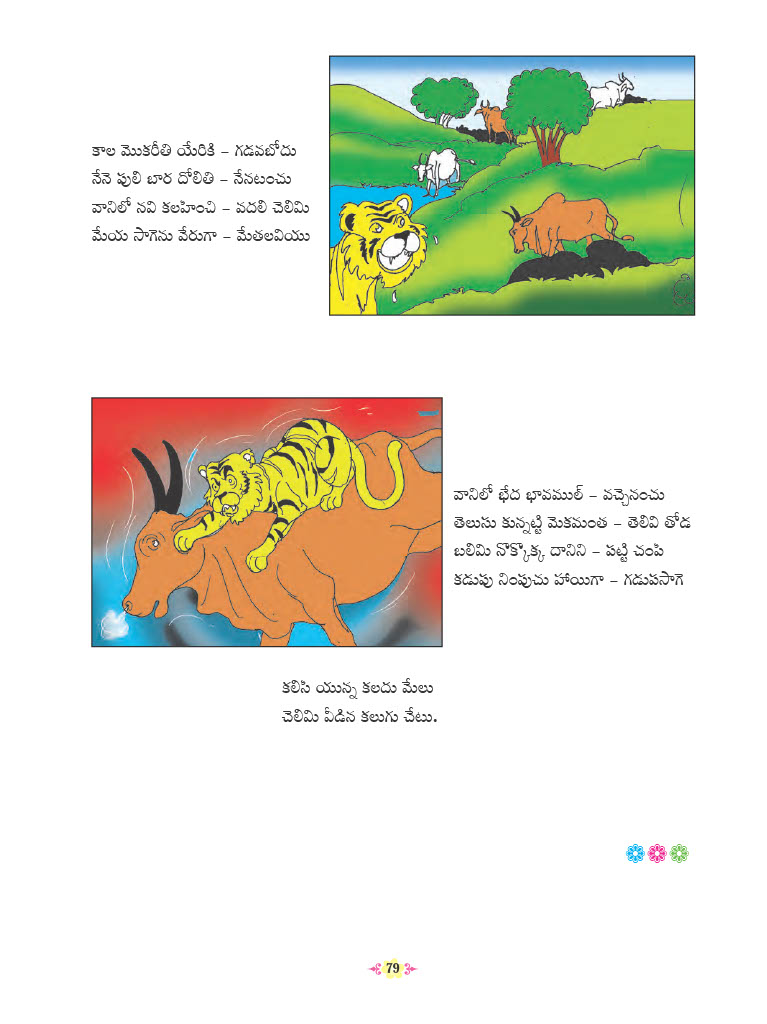 కాల మొకరీతి యేరికి – గడవబోదు
నేనె పులి బార దోలితి – నేనటంచు
వానిలో నవి కలహించి – వదలి చెలిమి
మేయ సాగెను వేరుగా – మేతలవియు
వానిలో భేద భావముల్ – వచ్చెనంచు
తెలుసు కున్నట్టి మెకమంత – తెలివి తోడ
బలిమి నొక్కొక్క దానిని – పట్టి చంపి
కడుపు నింపుచు హాయిగా – గడుపసాగె
కలిసి యున్న కలదు మేలు
చెలిమి వీడిన కలుగు చేటు.
79